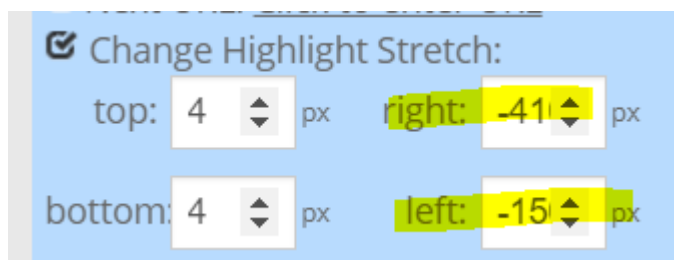 Change Highlight Stretch:
top: 4 px right: -41 px
bottom: 4 px left: -15 px